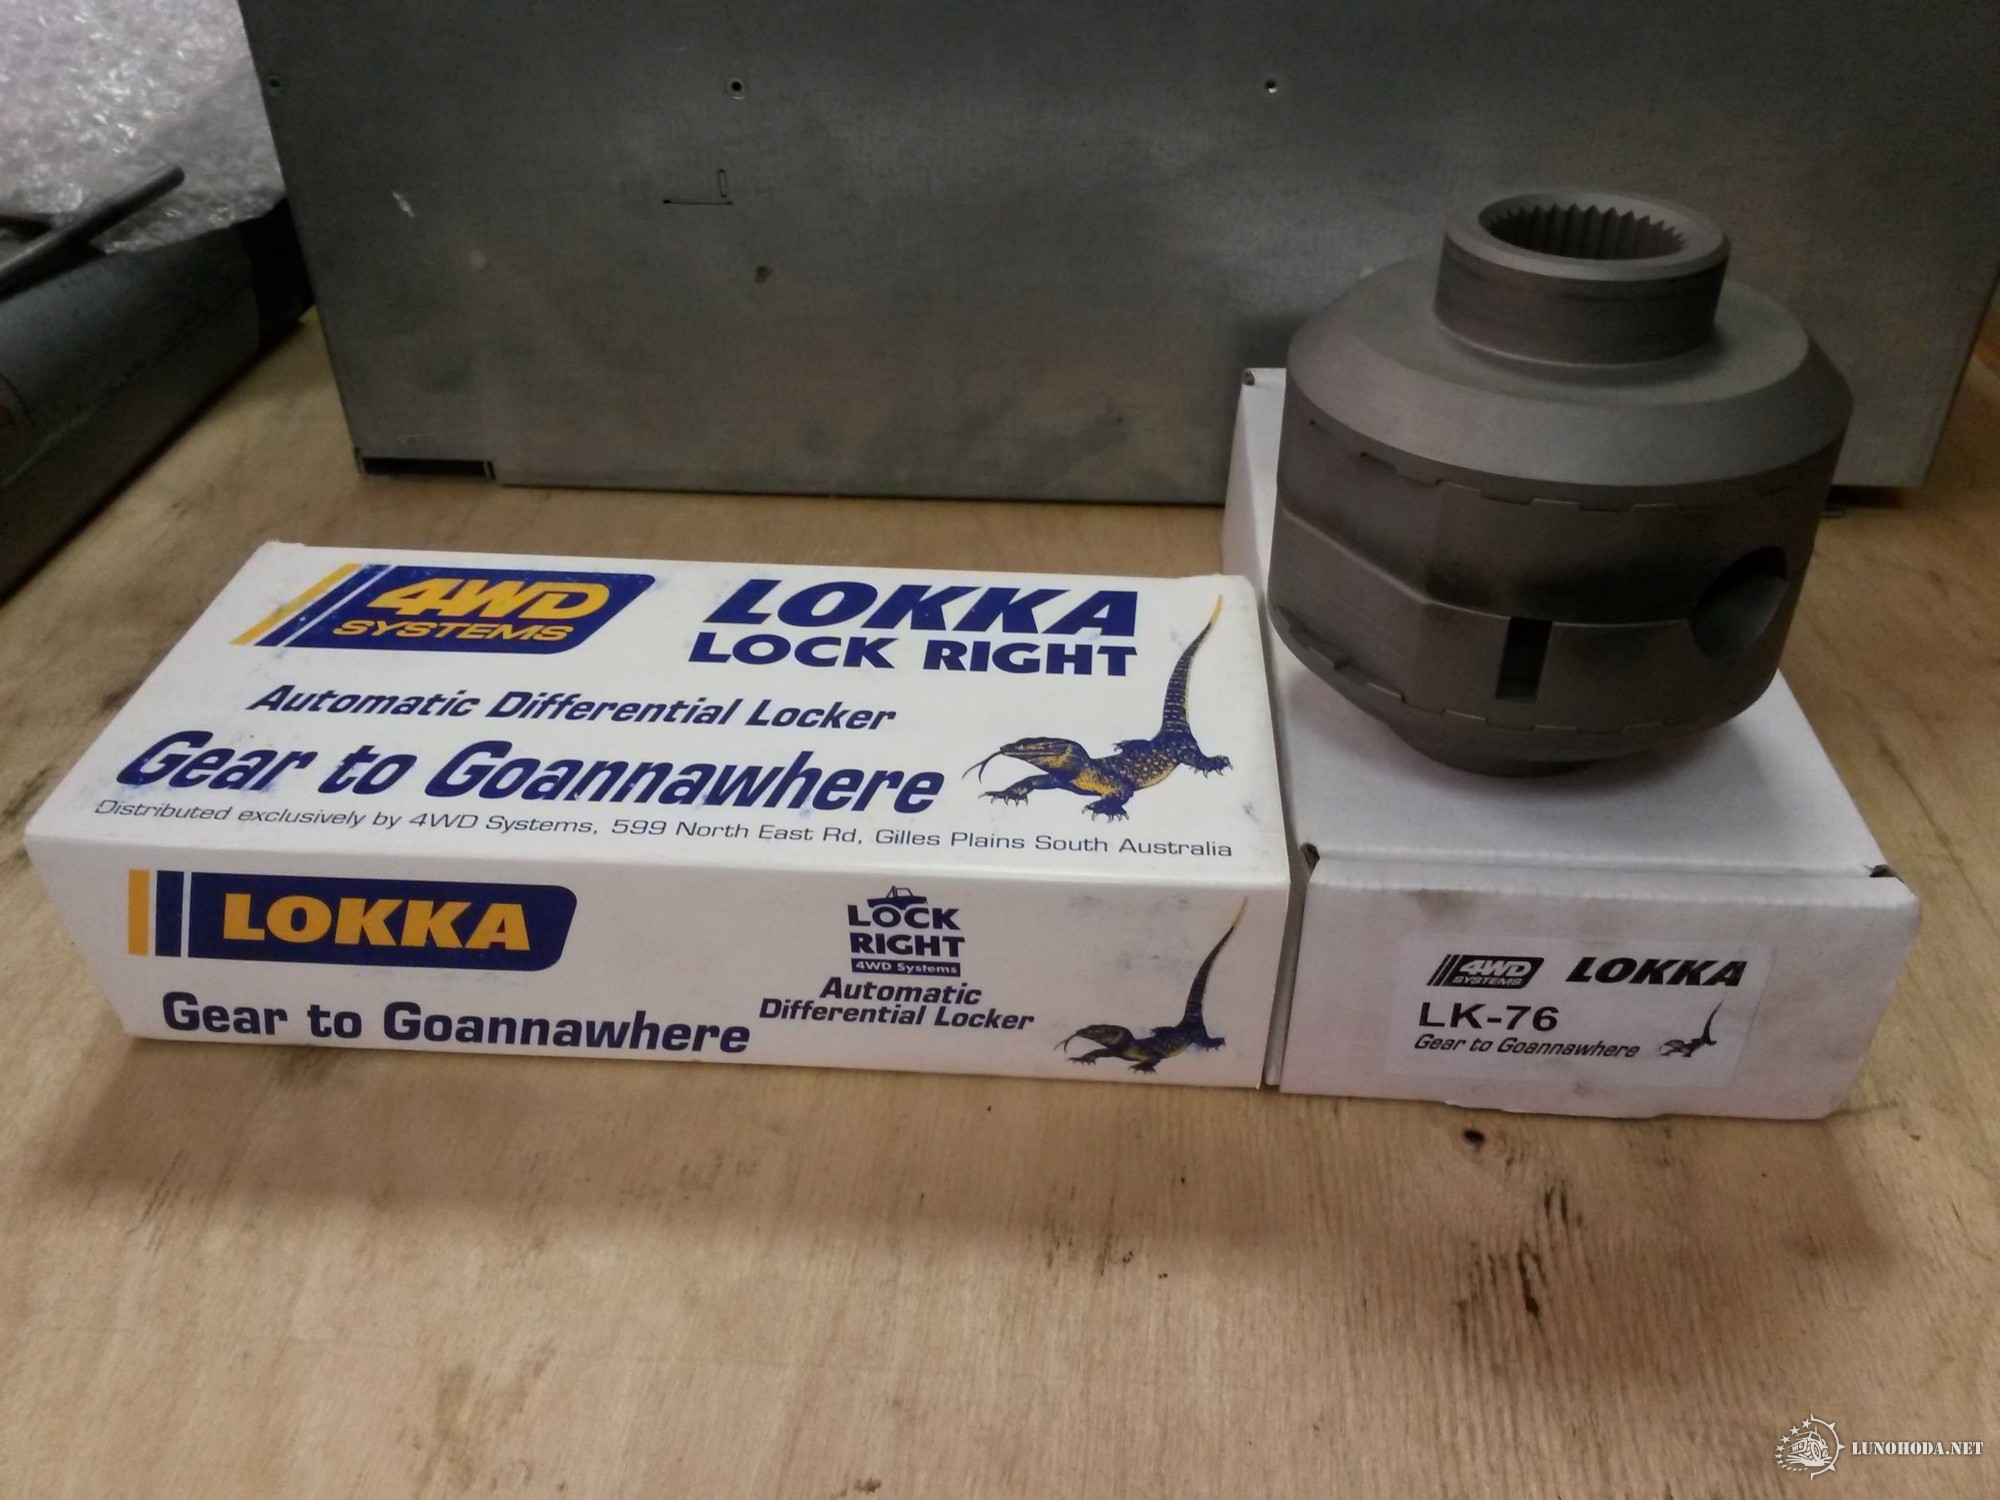 4WD
SYSTEMS
LOKKA
LOCK RIGHT
Automatic Differential Locker
Gear to Goannawhere
Distributed exclusively by 4WD Systems, 599 North East Rd, Gilles Plains South Australia
LOKKA
Gear to Goannawhere
LOCK
RIGHT
4WD Systems
Automatic
Differential Locker
4WD
SYSTEMS
LOKKA
LK-76
Gear to Goannawhere
LUNOHODA.NET